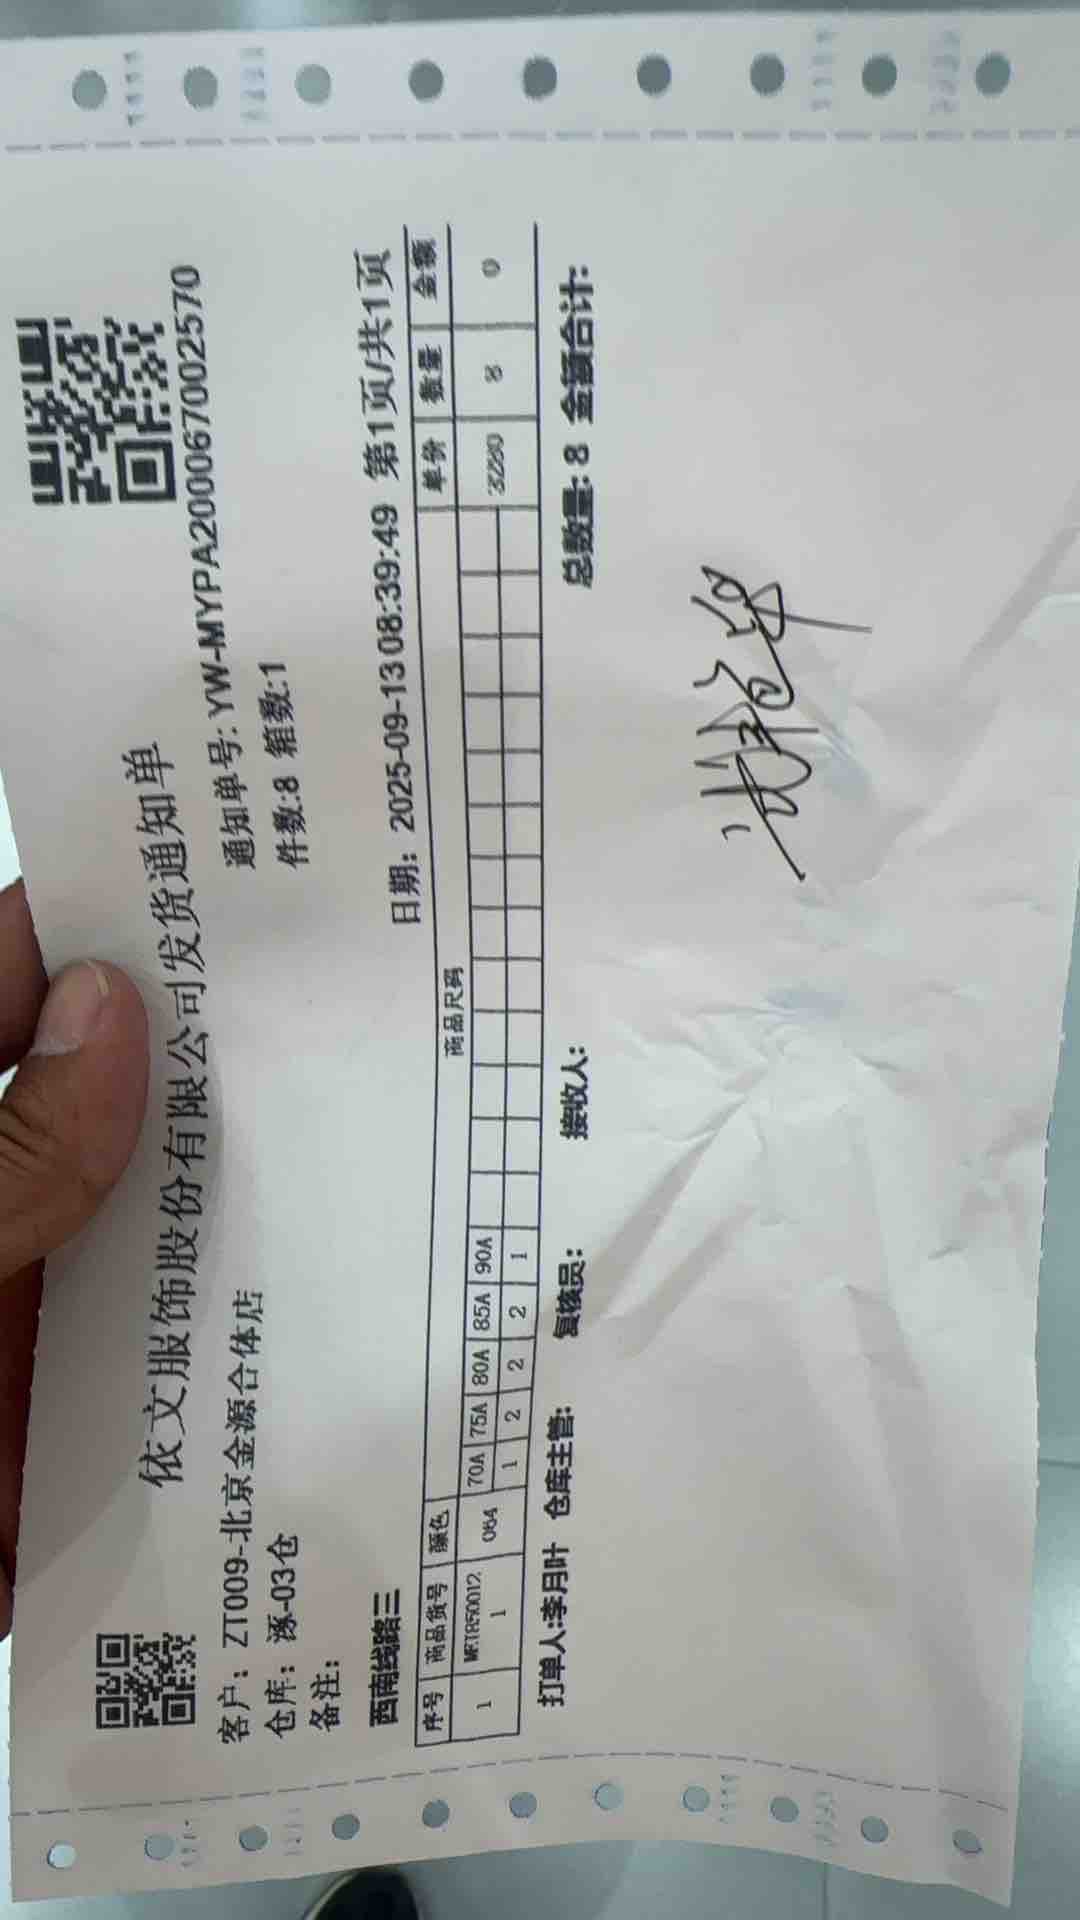 依文服饰股份有限公司发货通知单
客户：ZT009-北京金源合体店
通知单号:YW-MYPA2000670002570
仓库：涿-03仓
件数:8 箱数:1
备注：
西南线路三
日期：2025-09-13 08:39:49 第1页/共1页
序号 商品货号 颜色 商品尺码 单价 数量 金额
70A 75A 80A 85A 90A
1 1 064 1 2 2 2 1 3280 8 0
打单人:李月叶 仓库主管: 复核员: 接收人: 总数量: 8 金额合计: